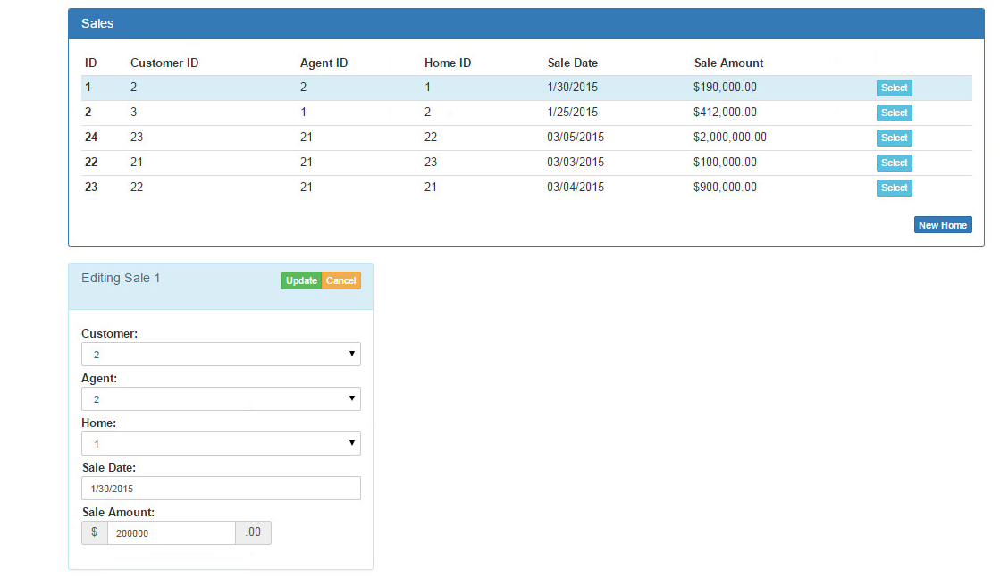 Sales
ID Customer ID Agent ID Home ID Sale Date Sale Amount
1 2 2 1 1/30/2015 $190,000.00 Select
2 3 1 2 1/25/2015 $412,000.00 Select
24 23 21 22 03/05/2015 $2,000,000.00 Select
22 21 21 23 03/03/2015 $100,000.00 Select
23 22 21 21 03/04/2015 $900,000.00 Select
New Home
Editing Sale 1 Update Cancel
Customer:
2
Agent:
2
Home:
1
Sale Date:
1/30/2015
Sale Amount:
$ 200000 .00